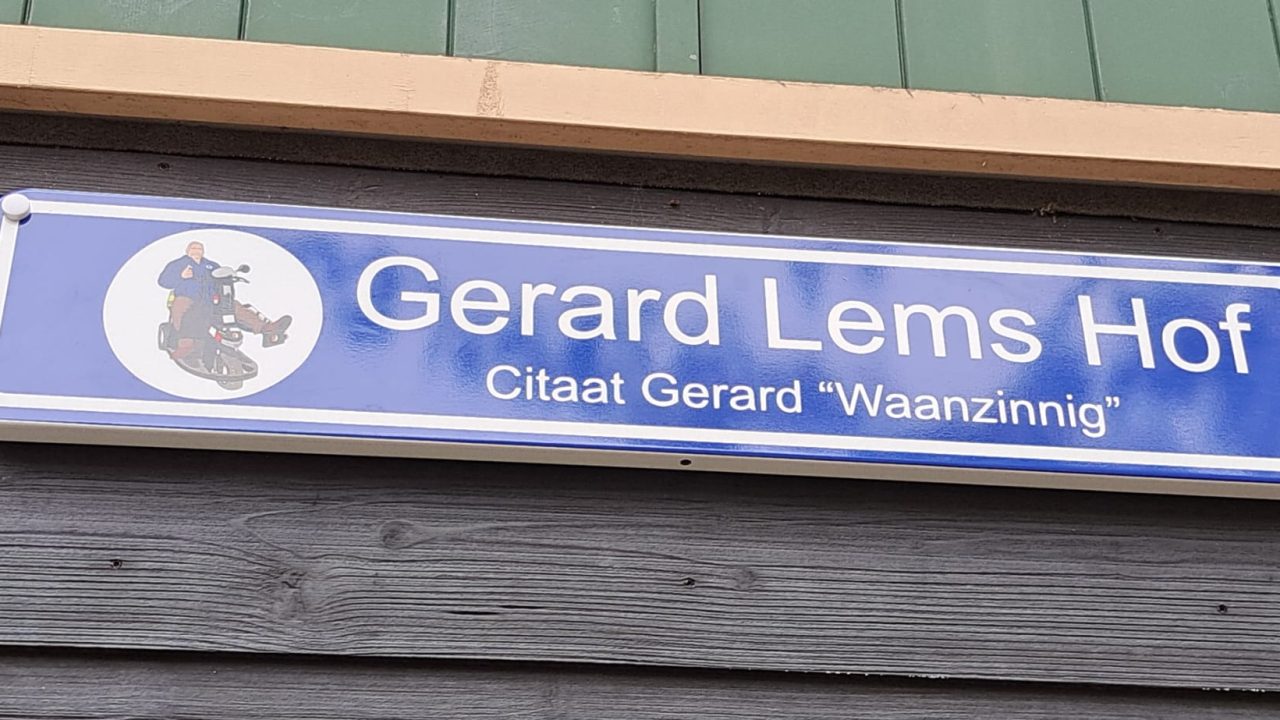 Gerard Lems Hof
Citaat Gerard “Waanzinnig”